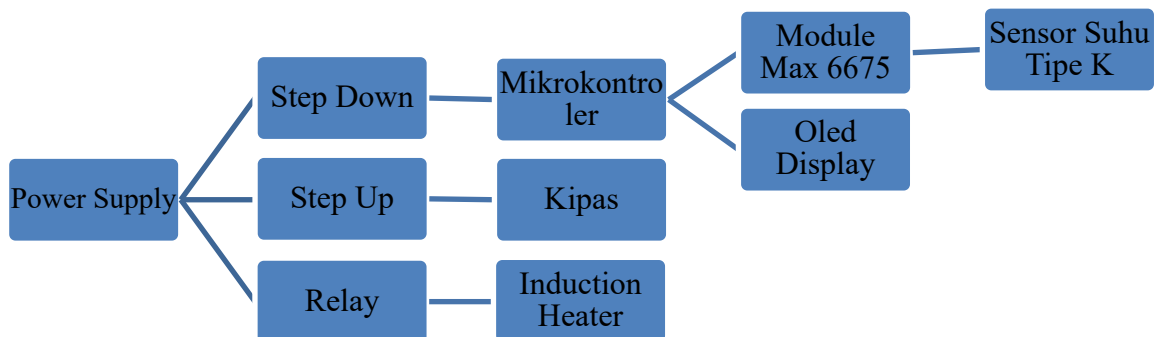 Power Supply
Step Down
Mikrokontro
ler
Module
Max 6675
Sensor Suhu
Tipe K
Oled
Display
Step Up
Kipas
Relay
Induction
Heater